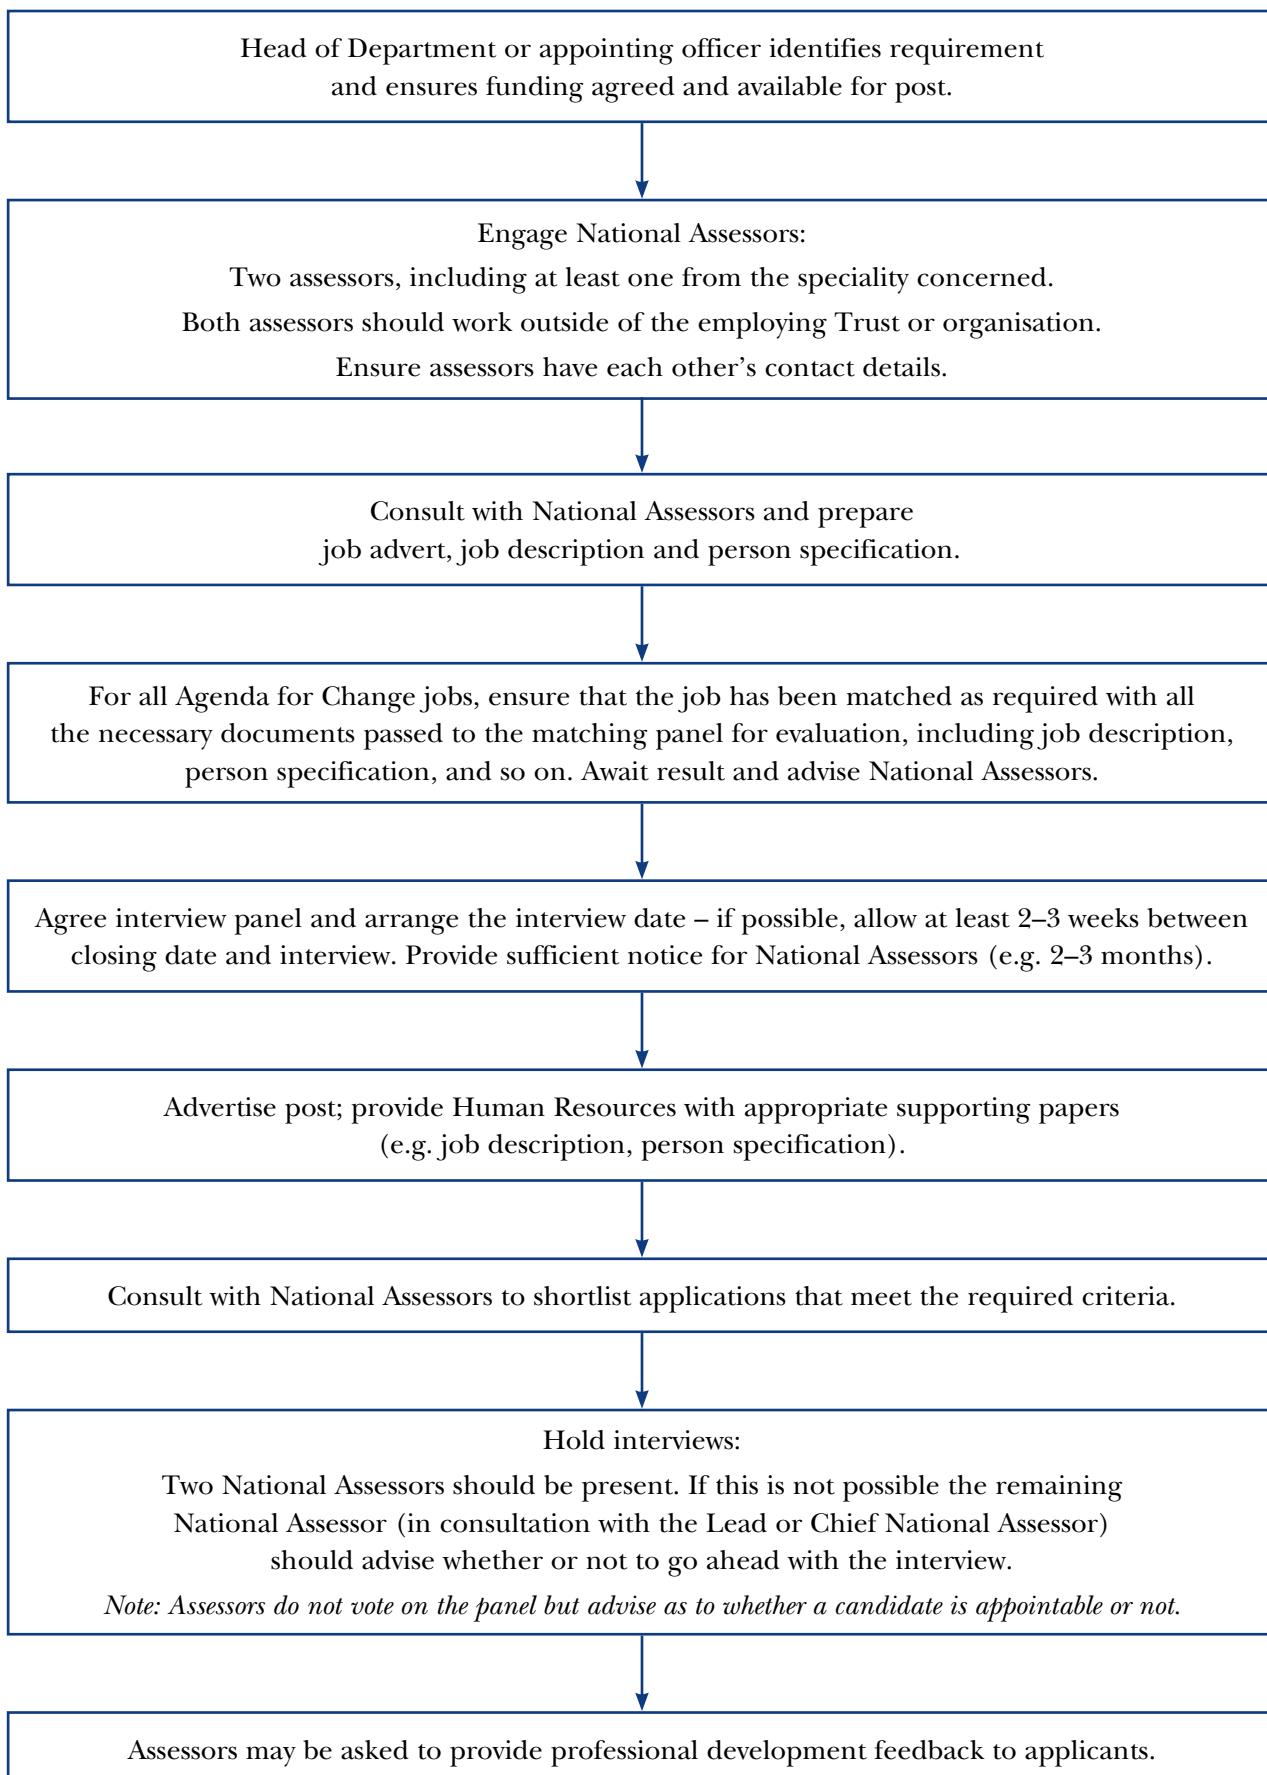 Head of Department or appointing officer identifies requirement
and ensures funding agreed and available for post.
Engage National Assessors:
Two assessors, including at least one from the speciality concerned.
Both assessors should work outside of the employing Trust or organisation.
Ensure assessors have each other’s contact details.
Consult with National Assessors and prepare
job advert, job description and person specification.
For all Agenda for Change jobs, ensure that the job has been matched as required with all
the necessary documents passed to the matching panel for evaluation, including job description,
person specification, and so on. Await result and advise National Assessors.
Agree interview panel and arrange the interview date – if possible, allow at least 2–3 weeks between
closing date and interview. Provide sufficient notice for National Assessors (e.g. 2–3 months).
Advertise post; provide Human Resources with appropriate supporting papers
(e.g. job description, person specification).
Consult with National Assessors to shortlist applications that meet the required criteria.
Hold interviews:
Two National Assessors should be present. If this is not possible the remaining
National Assessor (in consultation with the Lead or Chief National Assessor)
should advise whether or not to go ahead with the interview.
Note: Assessors do not vote on the panel but advise as to whether a candidate is appointable or not.
Assessors may be asked to provide professional development feedback to applicants.